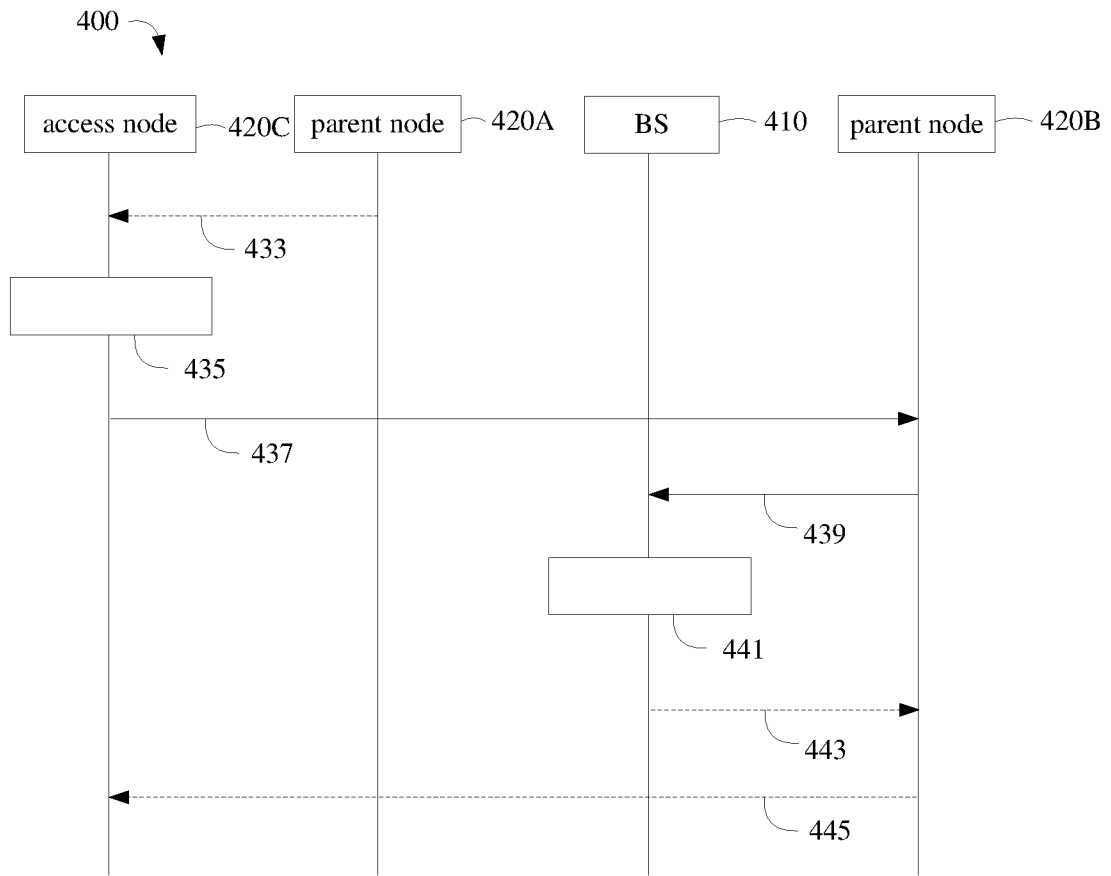 400
access node
420C
parent node
420A
BS
410
parent node
420B
433
435
437
439
441
443
445